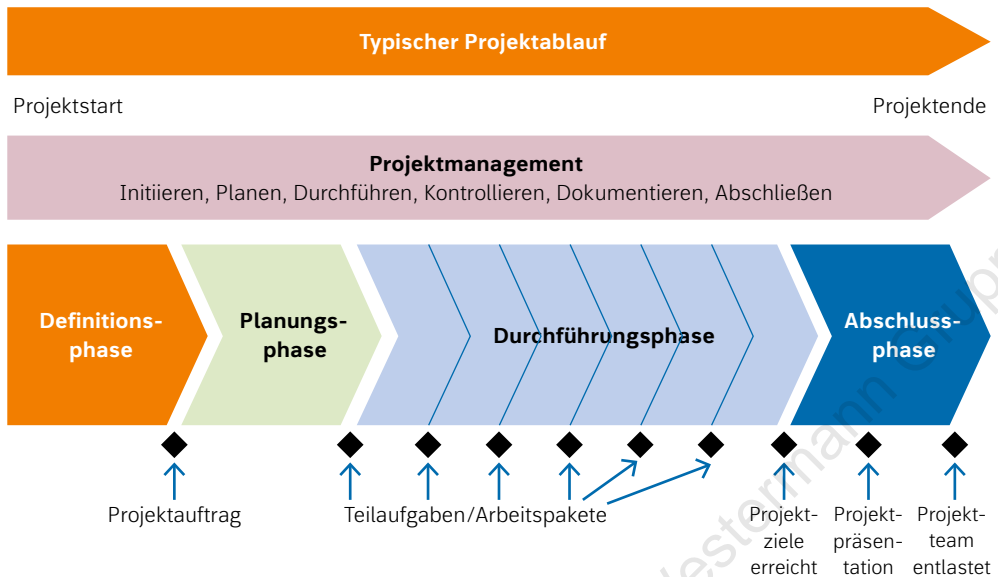 Typischer Projektablauf
Projektstart
Projektende
Projektmanagement
Initiieren, Planen, Durchführen, Kontrollieren, Dokumentieren, Abschließen
Definitions-
phase
Planungs-
phase
Durchführungsphase
Abschluss-
phase
Projektauftrag
Teilaufgaben/Arbeitspakete
Projekt-
ziele
erreicht
Projekt-
präsen-
tation
Projekt-
team
entlastet
Westermann